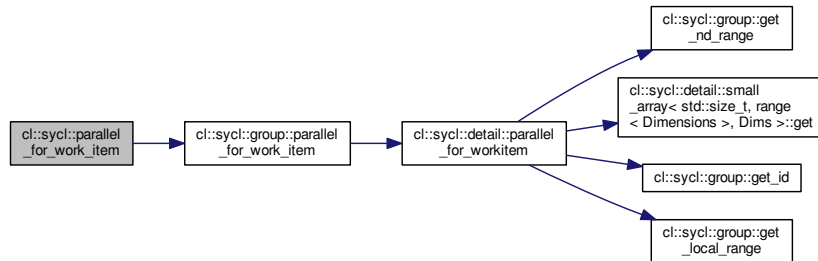 cl::sycl::parallel
_for_work_item
cl::sycl::group::parallel
_for_work_item
cl::sycl::detail::parallel
_for_workitem
cl::sycl::group::get
_nd_range
cl::sycl::detail::small
_array< std::size_t, range
< Dimensions >, Dims >::get
cl::sycl::group::get_id
cl::sycl::group::get
_local_range